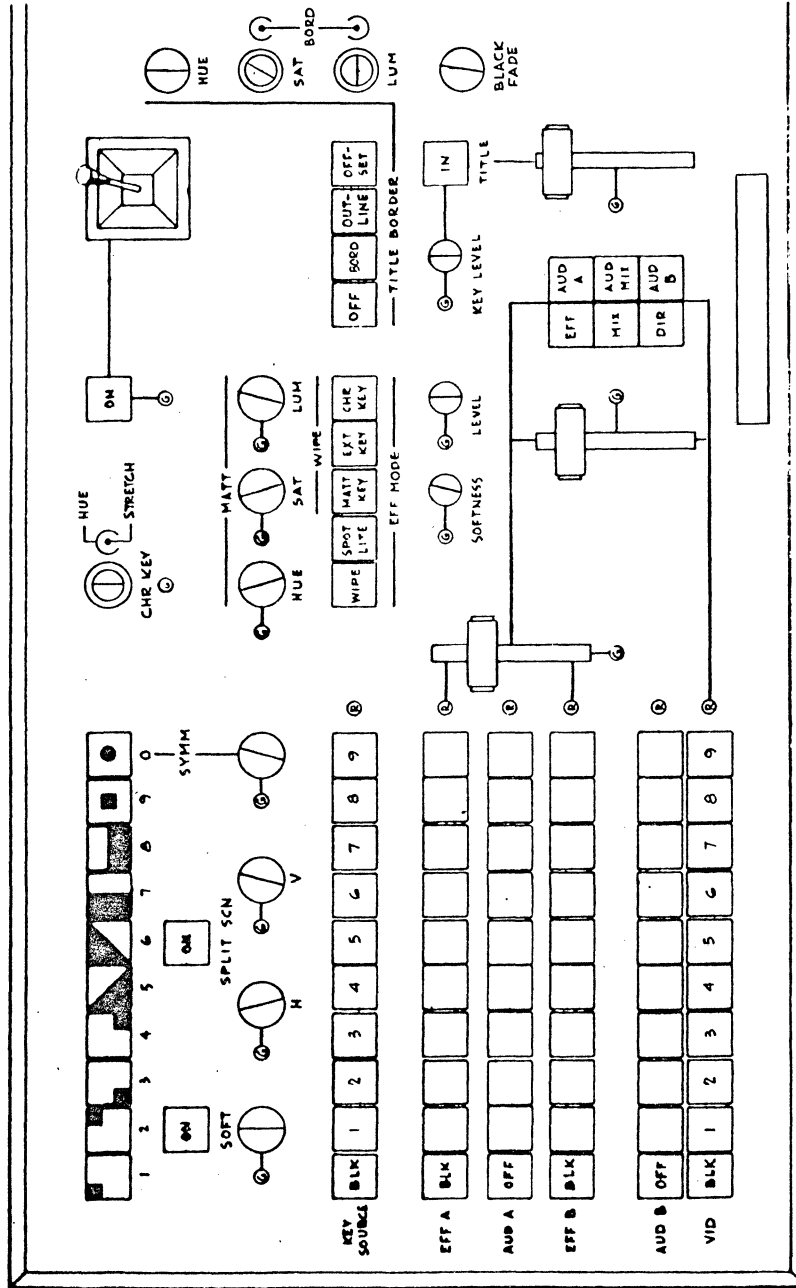 1 2 3 4 5 6 7 8 9 0
ON
ON
SOFT
SPLIT SCN
SYMM
G
G
G
G
H
V
CHR KEY
HUE
STRETCH
G
ON
G
MATT
G
G
G
HUE
SAT
LUM
WIPE
WIPE
SPOT LITE
MATT KEY
EXT KEY
CHR KEY
EFF MODE
OFF
BORD
OUT-LINE
OFF-SET
TITLE BORDER
HUE
SAT
LUM
BORD
KEY SOURCE
BLK 1 2 3 4 5 6 7 8 9 R
G
SOFTNESS
G
LEVEL
G
KEY LEVEL
IN
TITLE
BLACK FADE
EFF A
BLK
R
AUD A
OFF
R
EFF B
BLK
R
G
G
G
EFF
AUD A
MIX
AUD MIX
DIR
AUD B
AUD B
OFF
R
VID
BLK 1 2 3 4 5 6 7 8 9 R